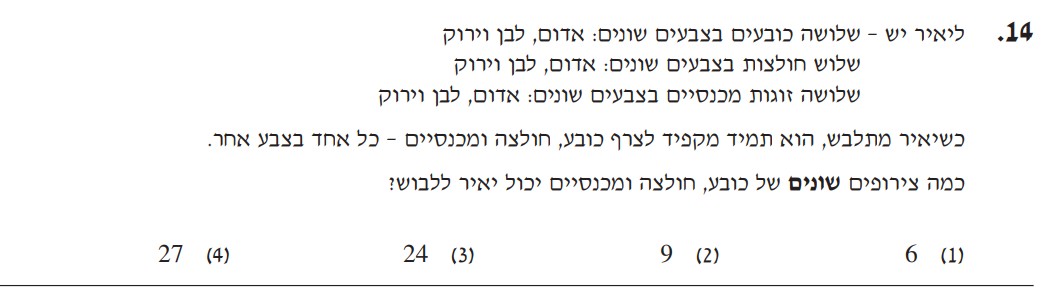 14. ליאיר יש – שלושה כובעים בצבעים שונים: אדום, לבן וירוק
שלוש חולצות בצבעים שונים: אדום, לבן וירוק
שלושה זוגות מכנסיים בצבעים שונים: אדום, לבן וירוק
כשיאיר מתלבש, הוא תמיד מקפיד לצרף כובע, חולצה ומכנסיים – כל אחד בצבע אחר.
כמה צירופים שונים של כובע, חולצה ומכנסיים יכול יאיר ללבוש?
(1) 6 (2) 9 (3) 24 (4) 27